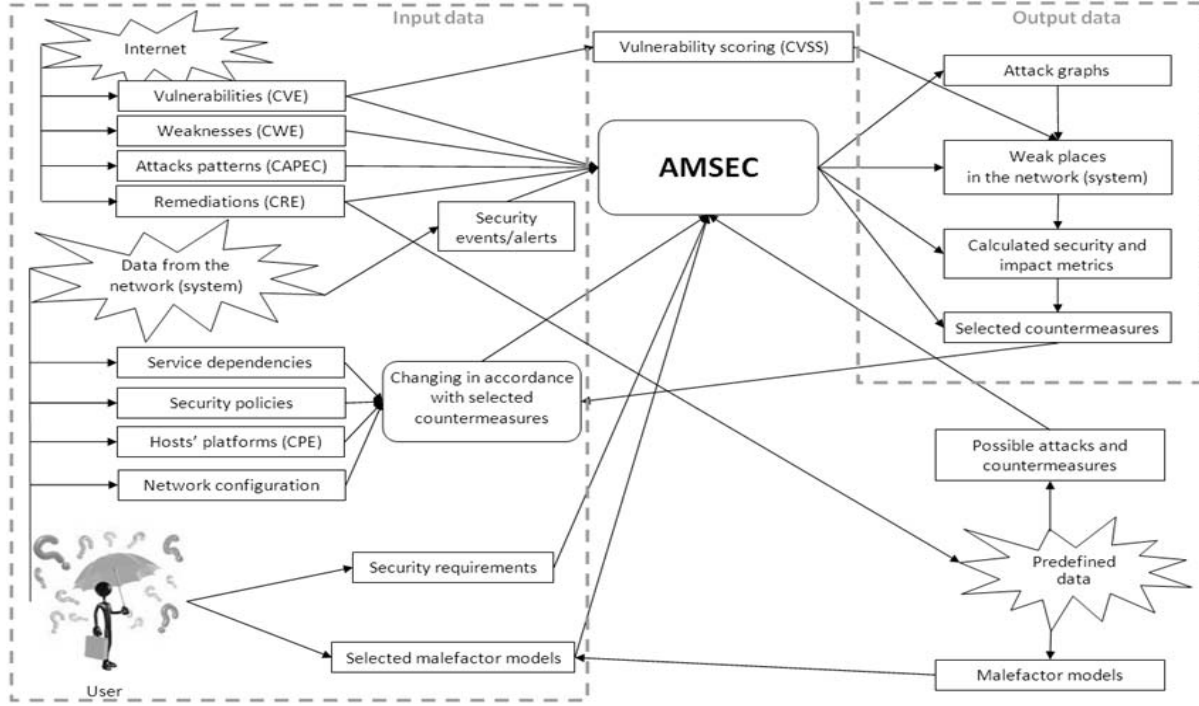 Input data
Output data
Internet
Vulnerability scoring (CVSS)
Attack graphs
Vulnerabilities (CVE)
Weaknesses (CWE)
Attacks patterns (CAPEC)
Remediations (CRE)
AMSEC
Weak places
in the network (system)
Security
events/alerts
Data from the
network (system)
Calculated security and
impact metrics
Selected countermeasures
Service dependencies
Security policies
Hosts' platforms (CPE)
Network configuration
Changing in accordance
with selected
countermeasures
Possible attacks and
countermeasures
Predefined
data
Security requirements
Selected malefactor models
Malefactor models
User